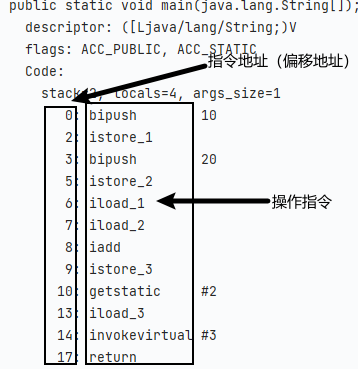 public static void main(java.lang.String[]);
descriptor: ([Ljava/lang/String;)V
flags: ACC_PUBLIC, ACC_STATIC
Code:
指令地址（偏移地址）
stack=2, locals=4, args_size=1
0: bipush 10
2: istore_1
3: bipush 20
5: istore_2
6: iload_1
操作指令
7: iload_2
8: iadd
9: istore_3
10: getstatic #2
13: iload_3
14: invokevirtual #3
17: return